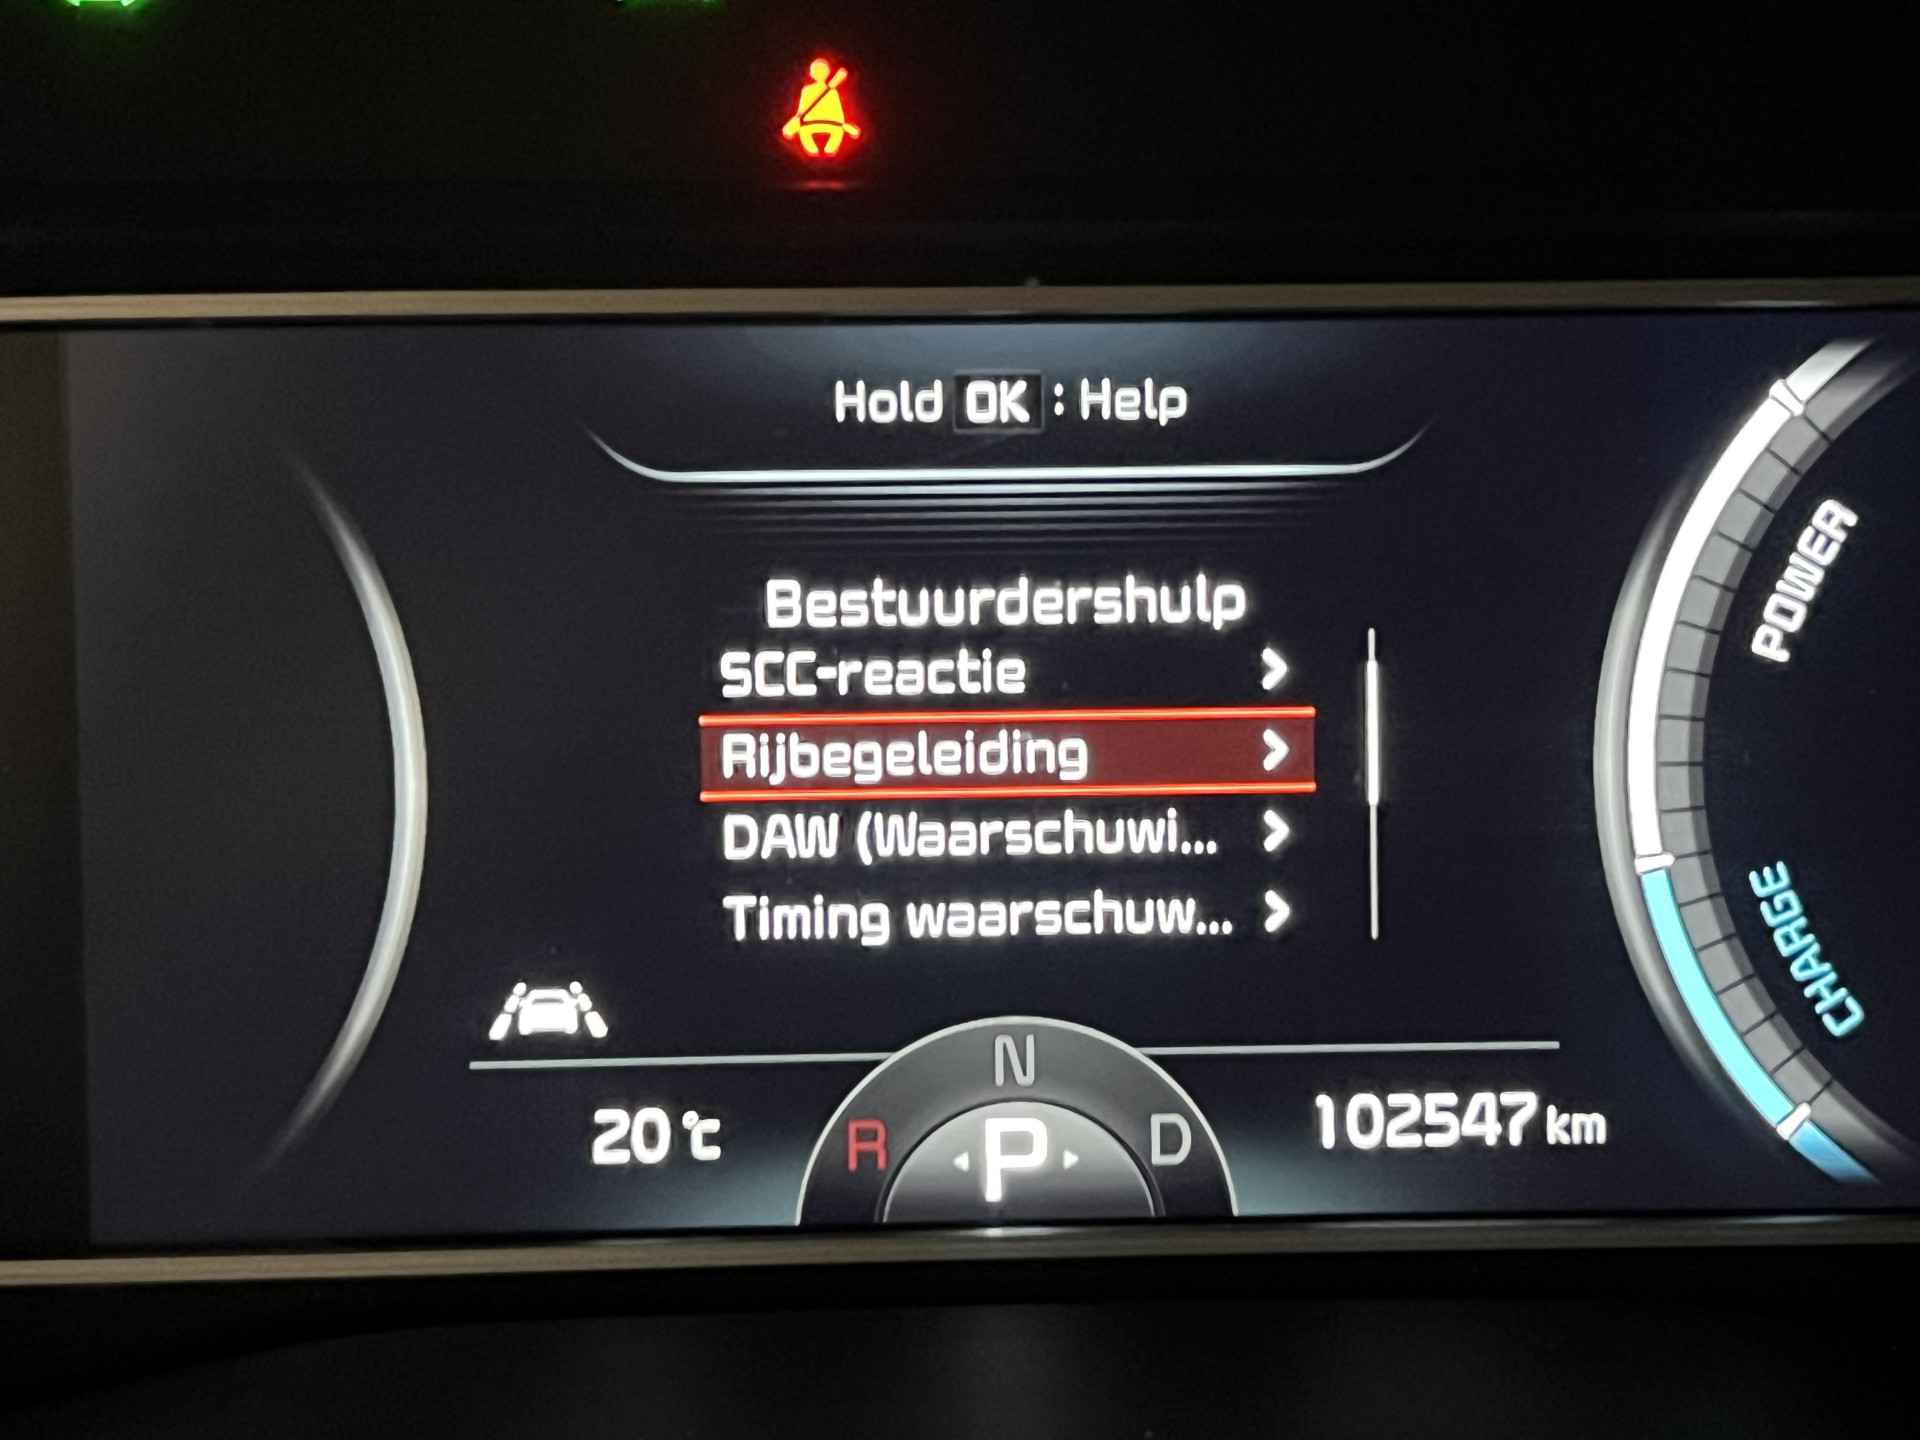 Hold OK : Help
Bestuurdershulp
SCC-reactie
Rijbegeleiding
DAW (Waarschuwi...
Timing waarschuw...
POWER
CHARGE
N
R P D
20°C
102547 km